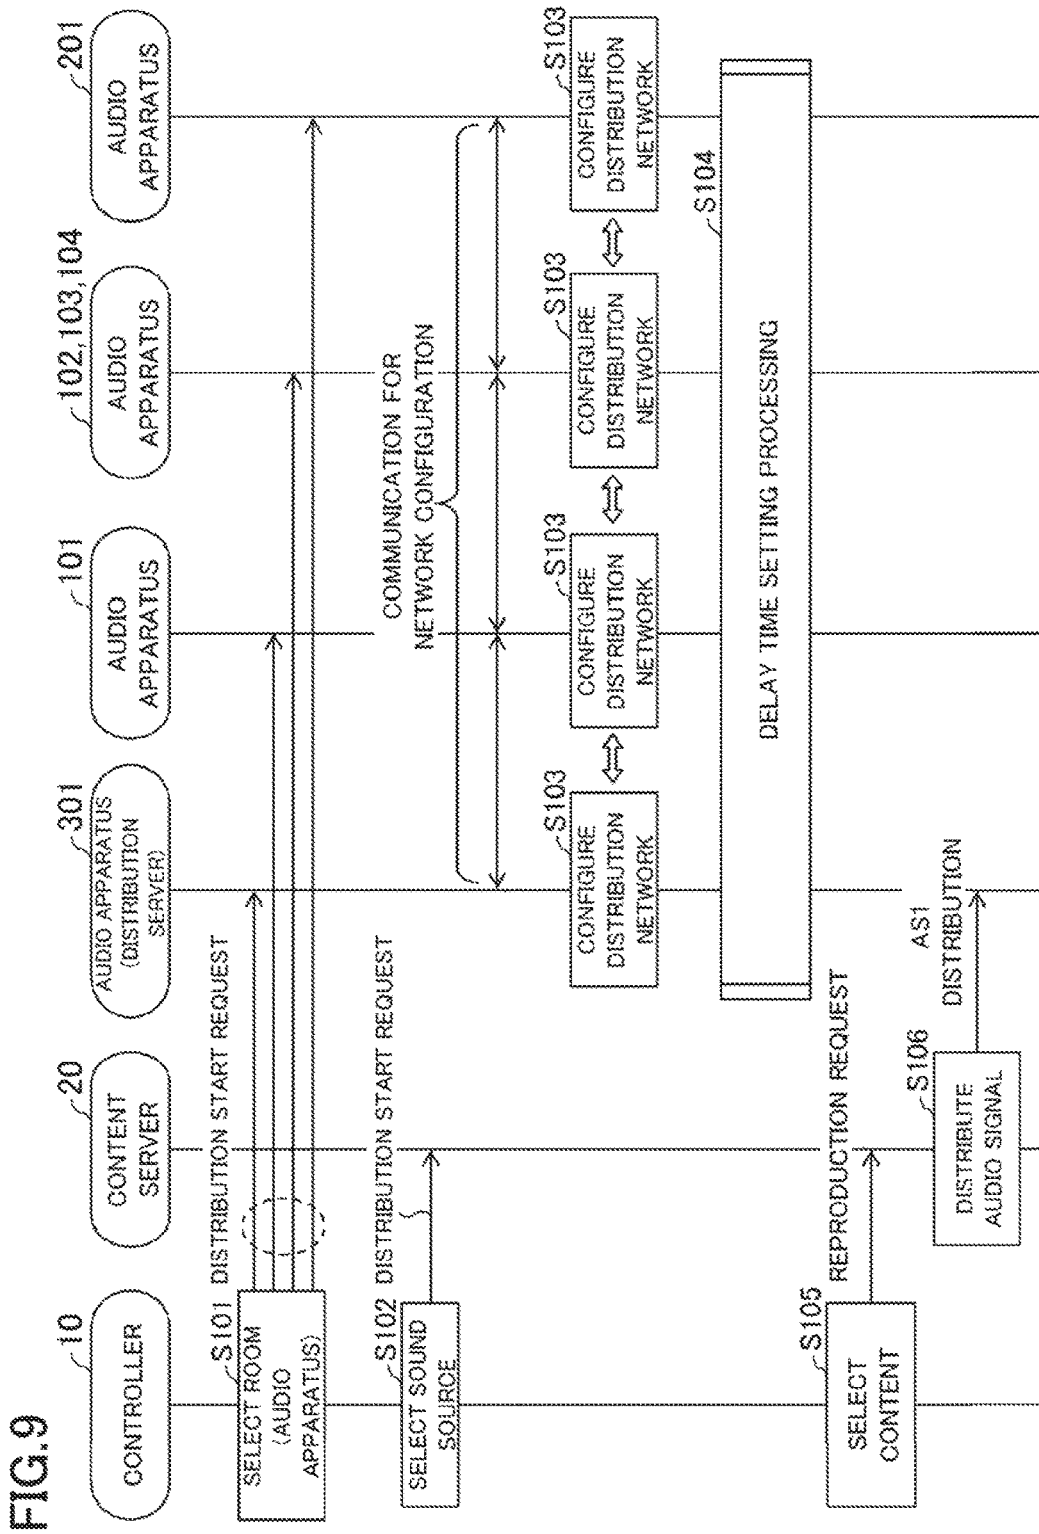 FIG.9
10
CONTROLLER
20
CONTENT
SERVER
301
AUDIO APPARATUS
(DISTRIBUTION
SERVER)
101
AUDIO
APPARATUS
102,103,104
AUDIO
APPARATUS
201
AUDIO
APPARATUS
S101
DISTRIBUTION START REQUEST
SELECT ROOM
(AUDIO
APPARATUS)
S102
DISTRIBUTION START REQUEST
SELECT SOUND
SOURCE
COMMUNICATION FOR
NETWORK CONFIGURATION
S103
CONFIGURE
DISTRIBUTION
NETWORK
S103
CONFIGURE
DISTRIBUTION
NETWORK
S103
CONFIGURE
DISTRIBUTION
NETWORK
S103
CONFIGURE
DISTRIBUTION
NETWORK
S104
DELAY TIME SETTING PROCESSING
S105
REPRODUCTION REQUEST
SELECT
CONTENT
S106
DISTRIBUTE
AUDIO SIGNAL
AS1
DISTRIBUTION